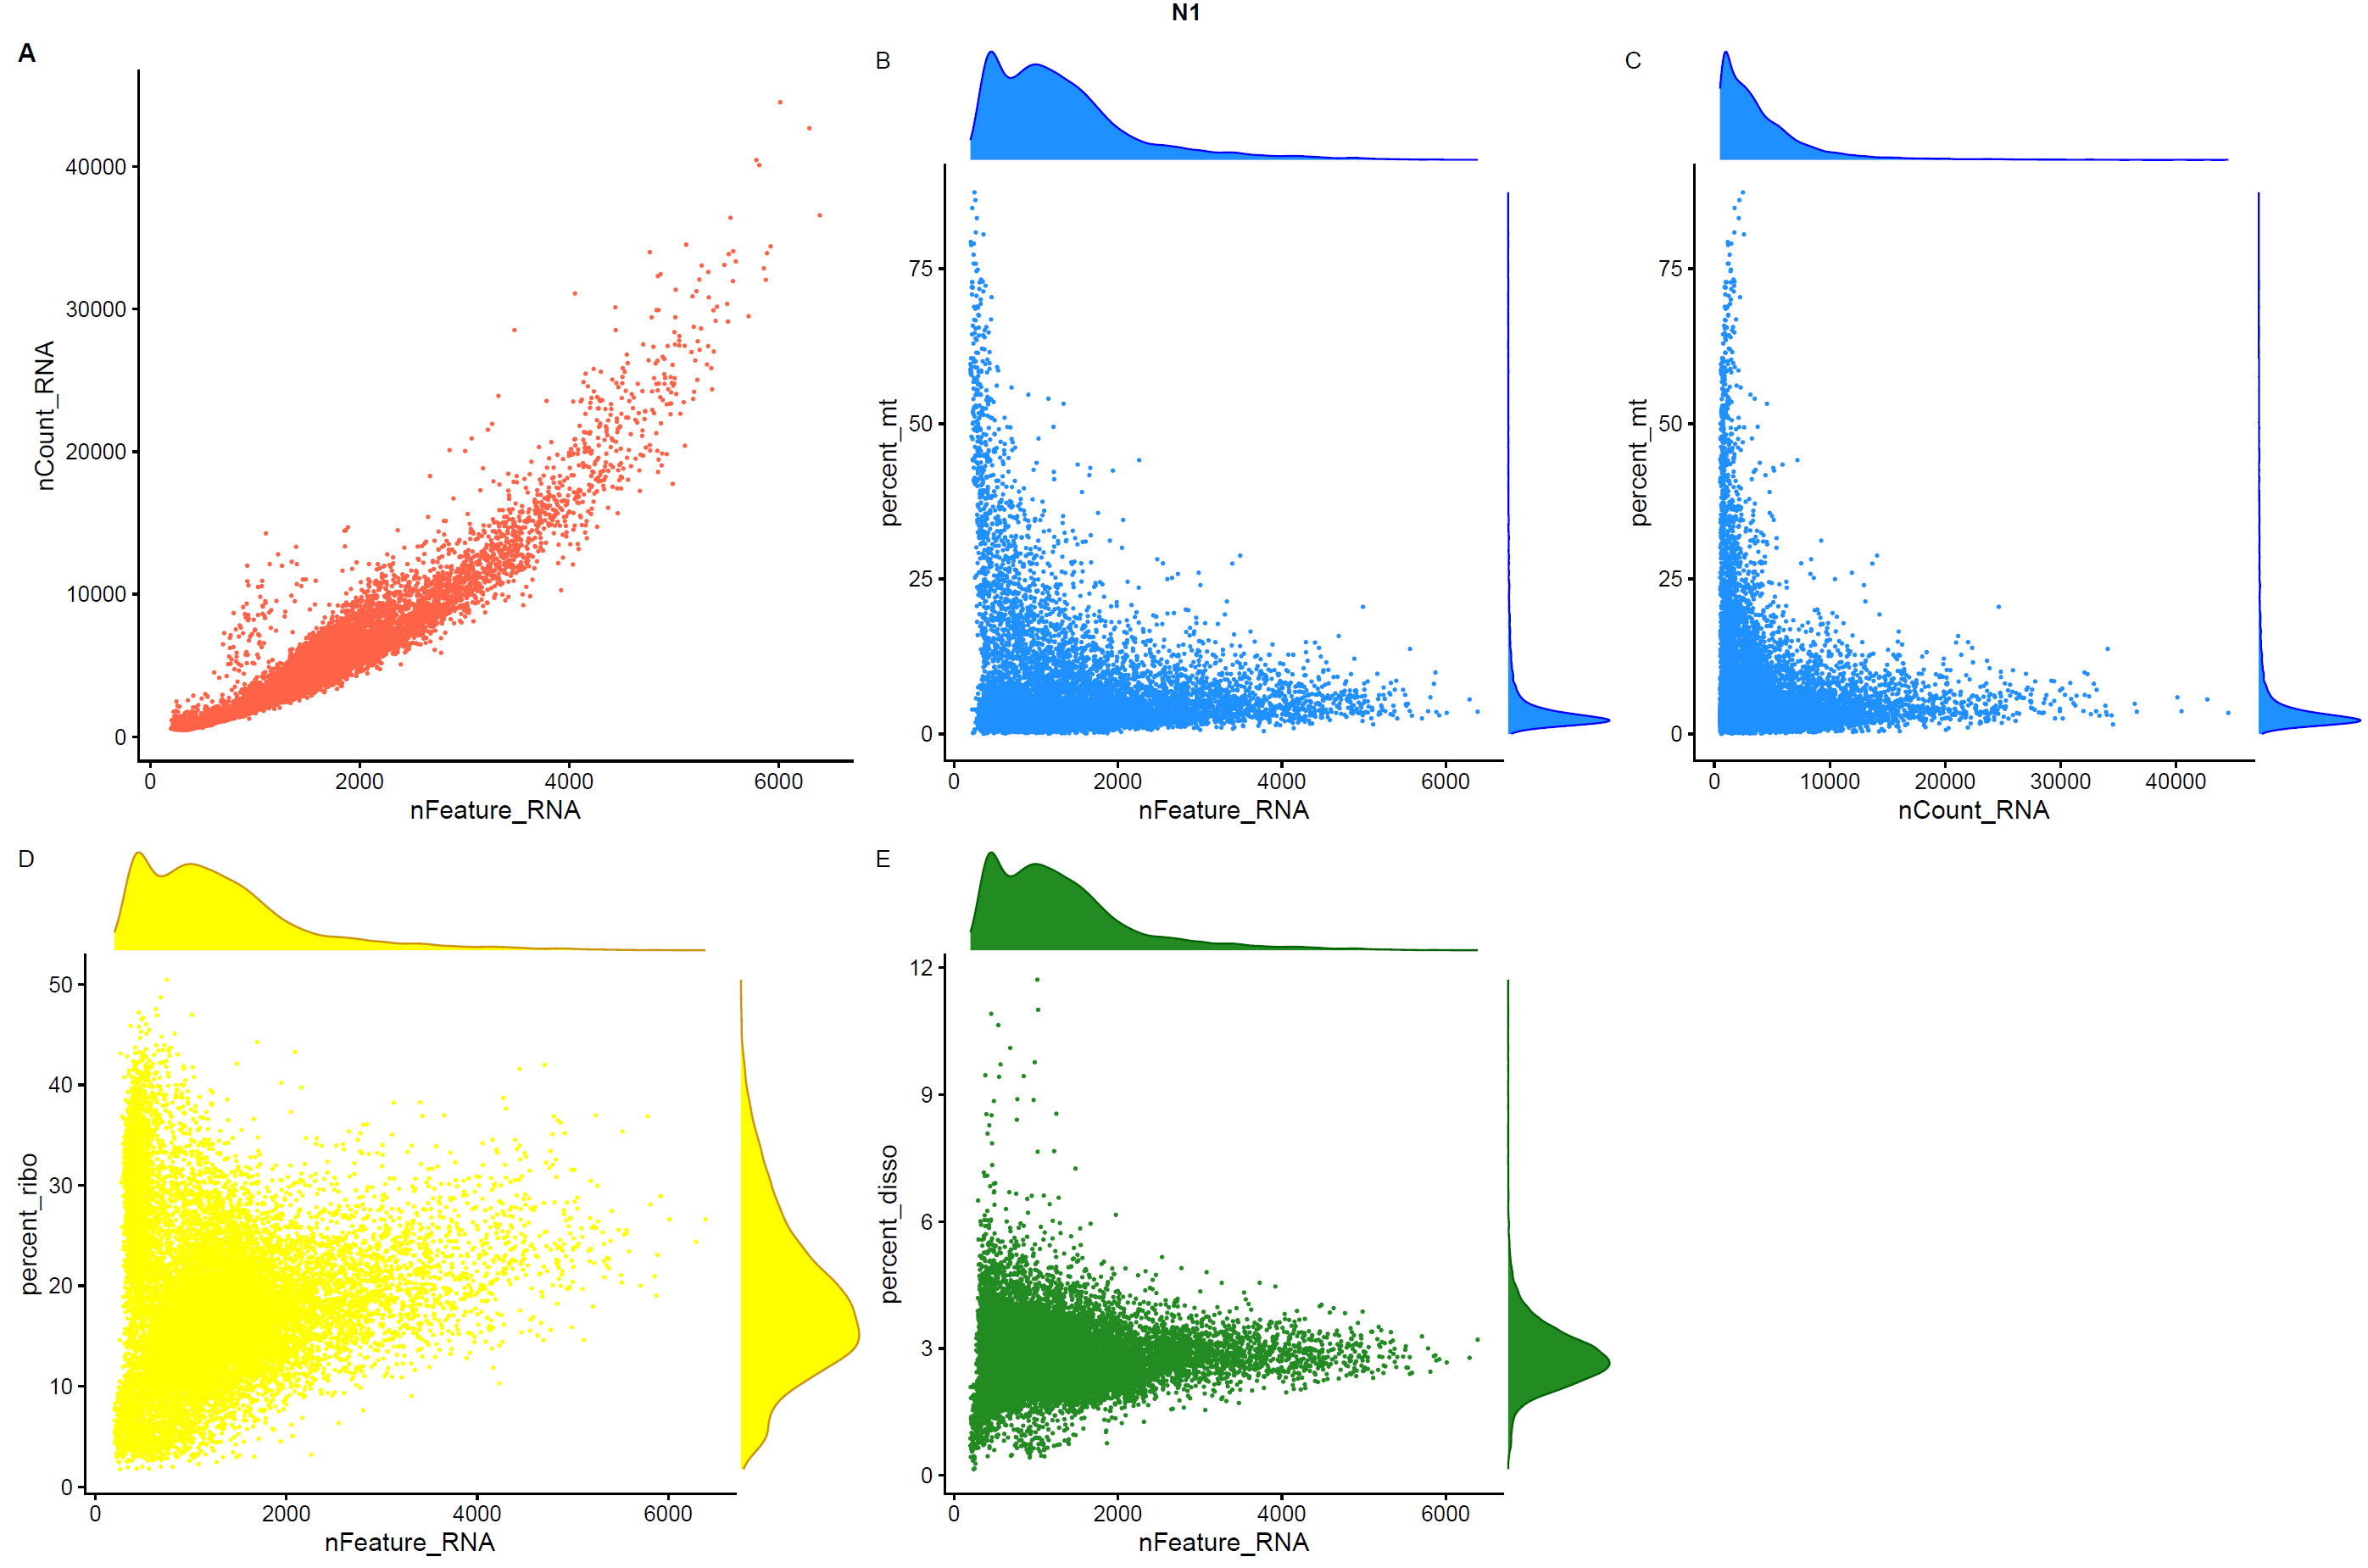 N1
A
40000
30000
20000
10000
0
nCount_RNA
0 2000 4000 6000
nFeature_RNA
B
75
50
25
0
percent_mt
0 2000 4000 6000
nFeature_RNA
C
75
50
25
0
percent_mt
0 10000 20000 30000 40000
nCount_RNA
D
50
40
30
20
10
0
percent_ribo
0 2000 4000 6000
nFeature_RNA
E
12
9
6
3
0
percent_disso
0 2000 4000 6000
nFeature_RNA